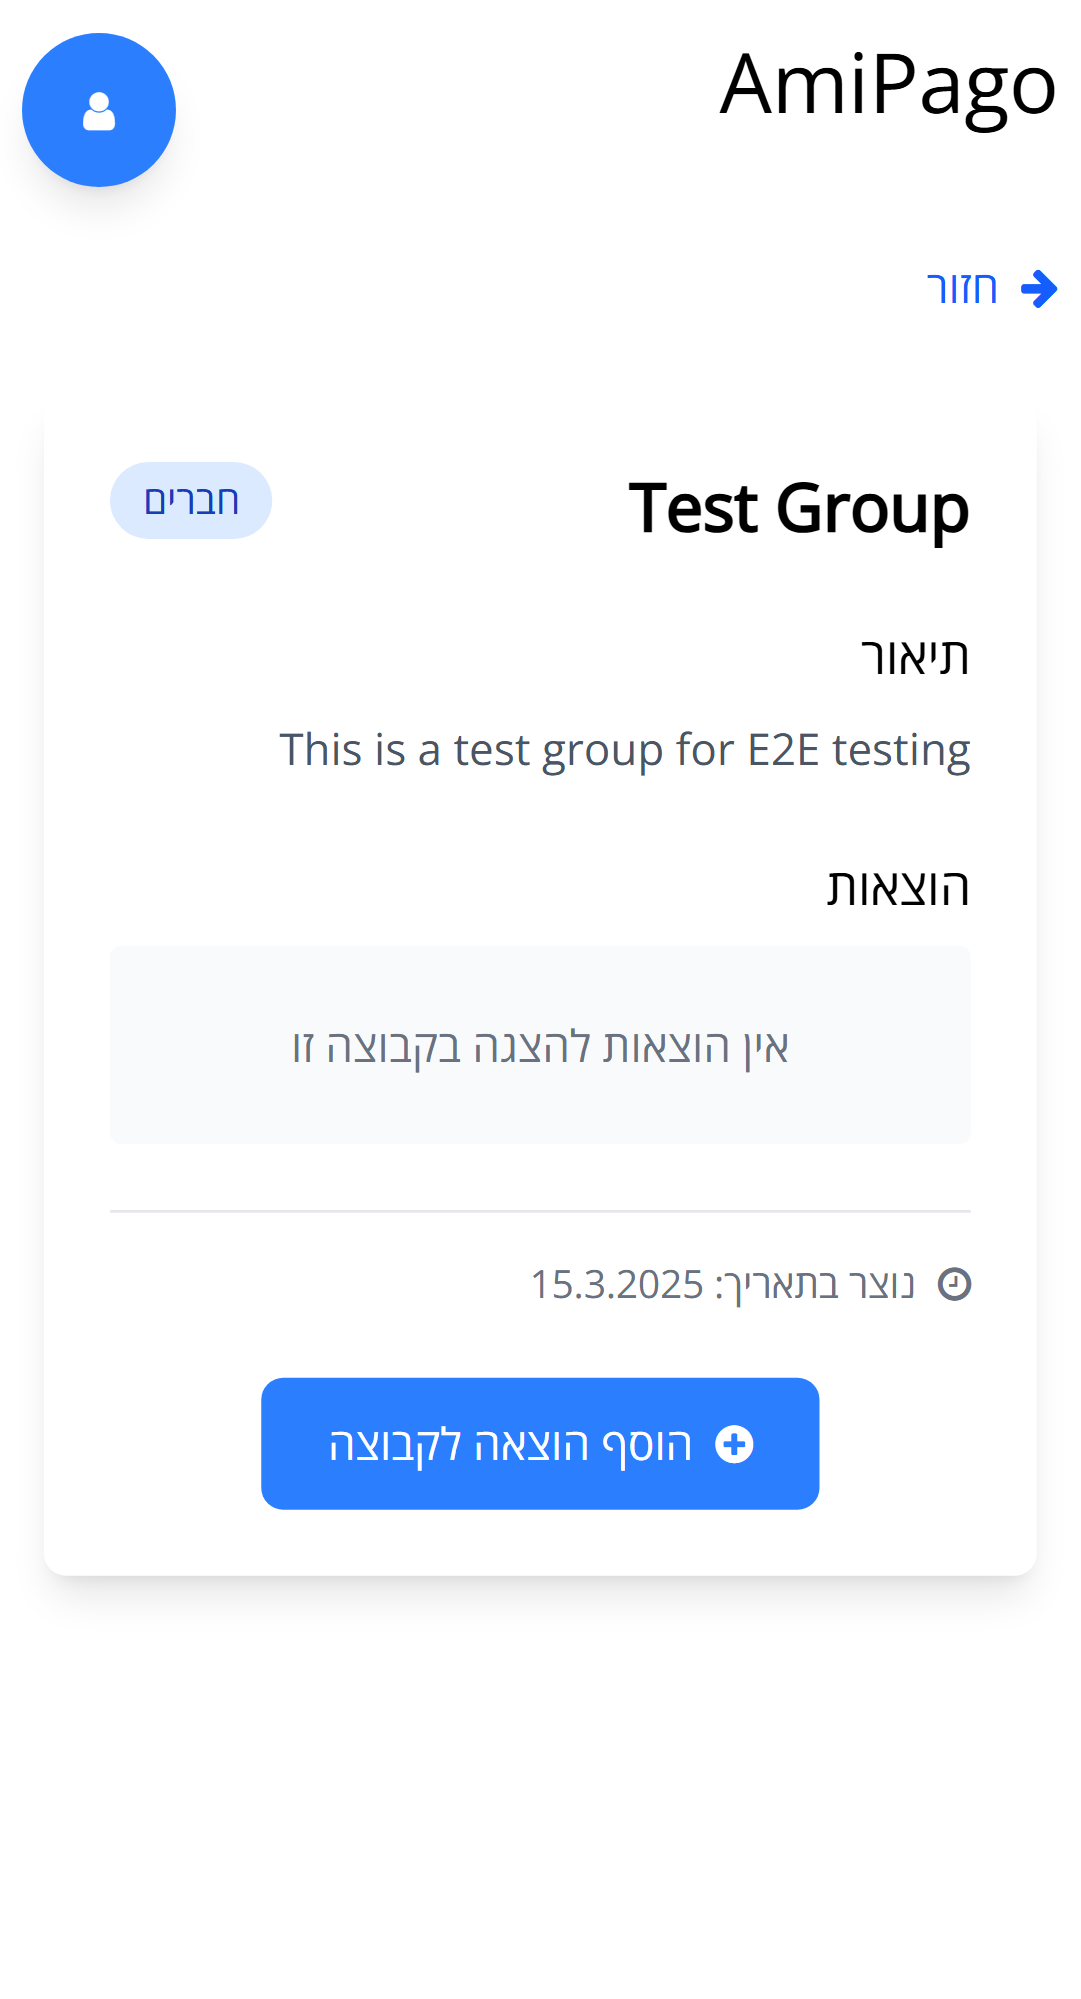 AmiPago
חזור
Test Group
חברים
תיאור
This is a test group for E2E testing
הוצאות
אין הוצאות להצגה בקבוצה זו
נוצר בתאריך: 15.3.2025
הוסף הוצאה לקבוצה